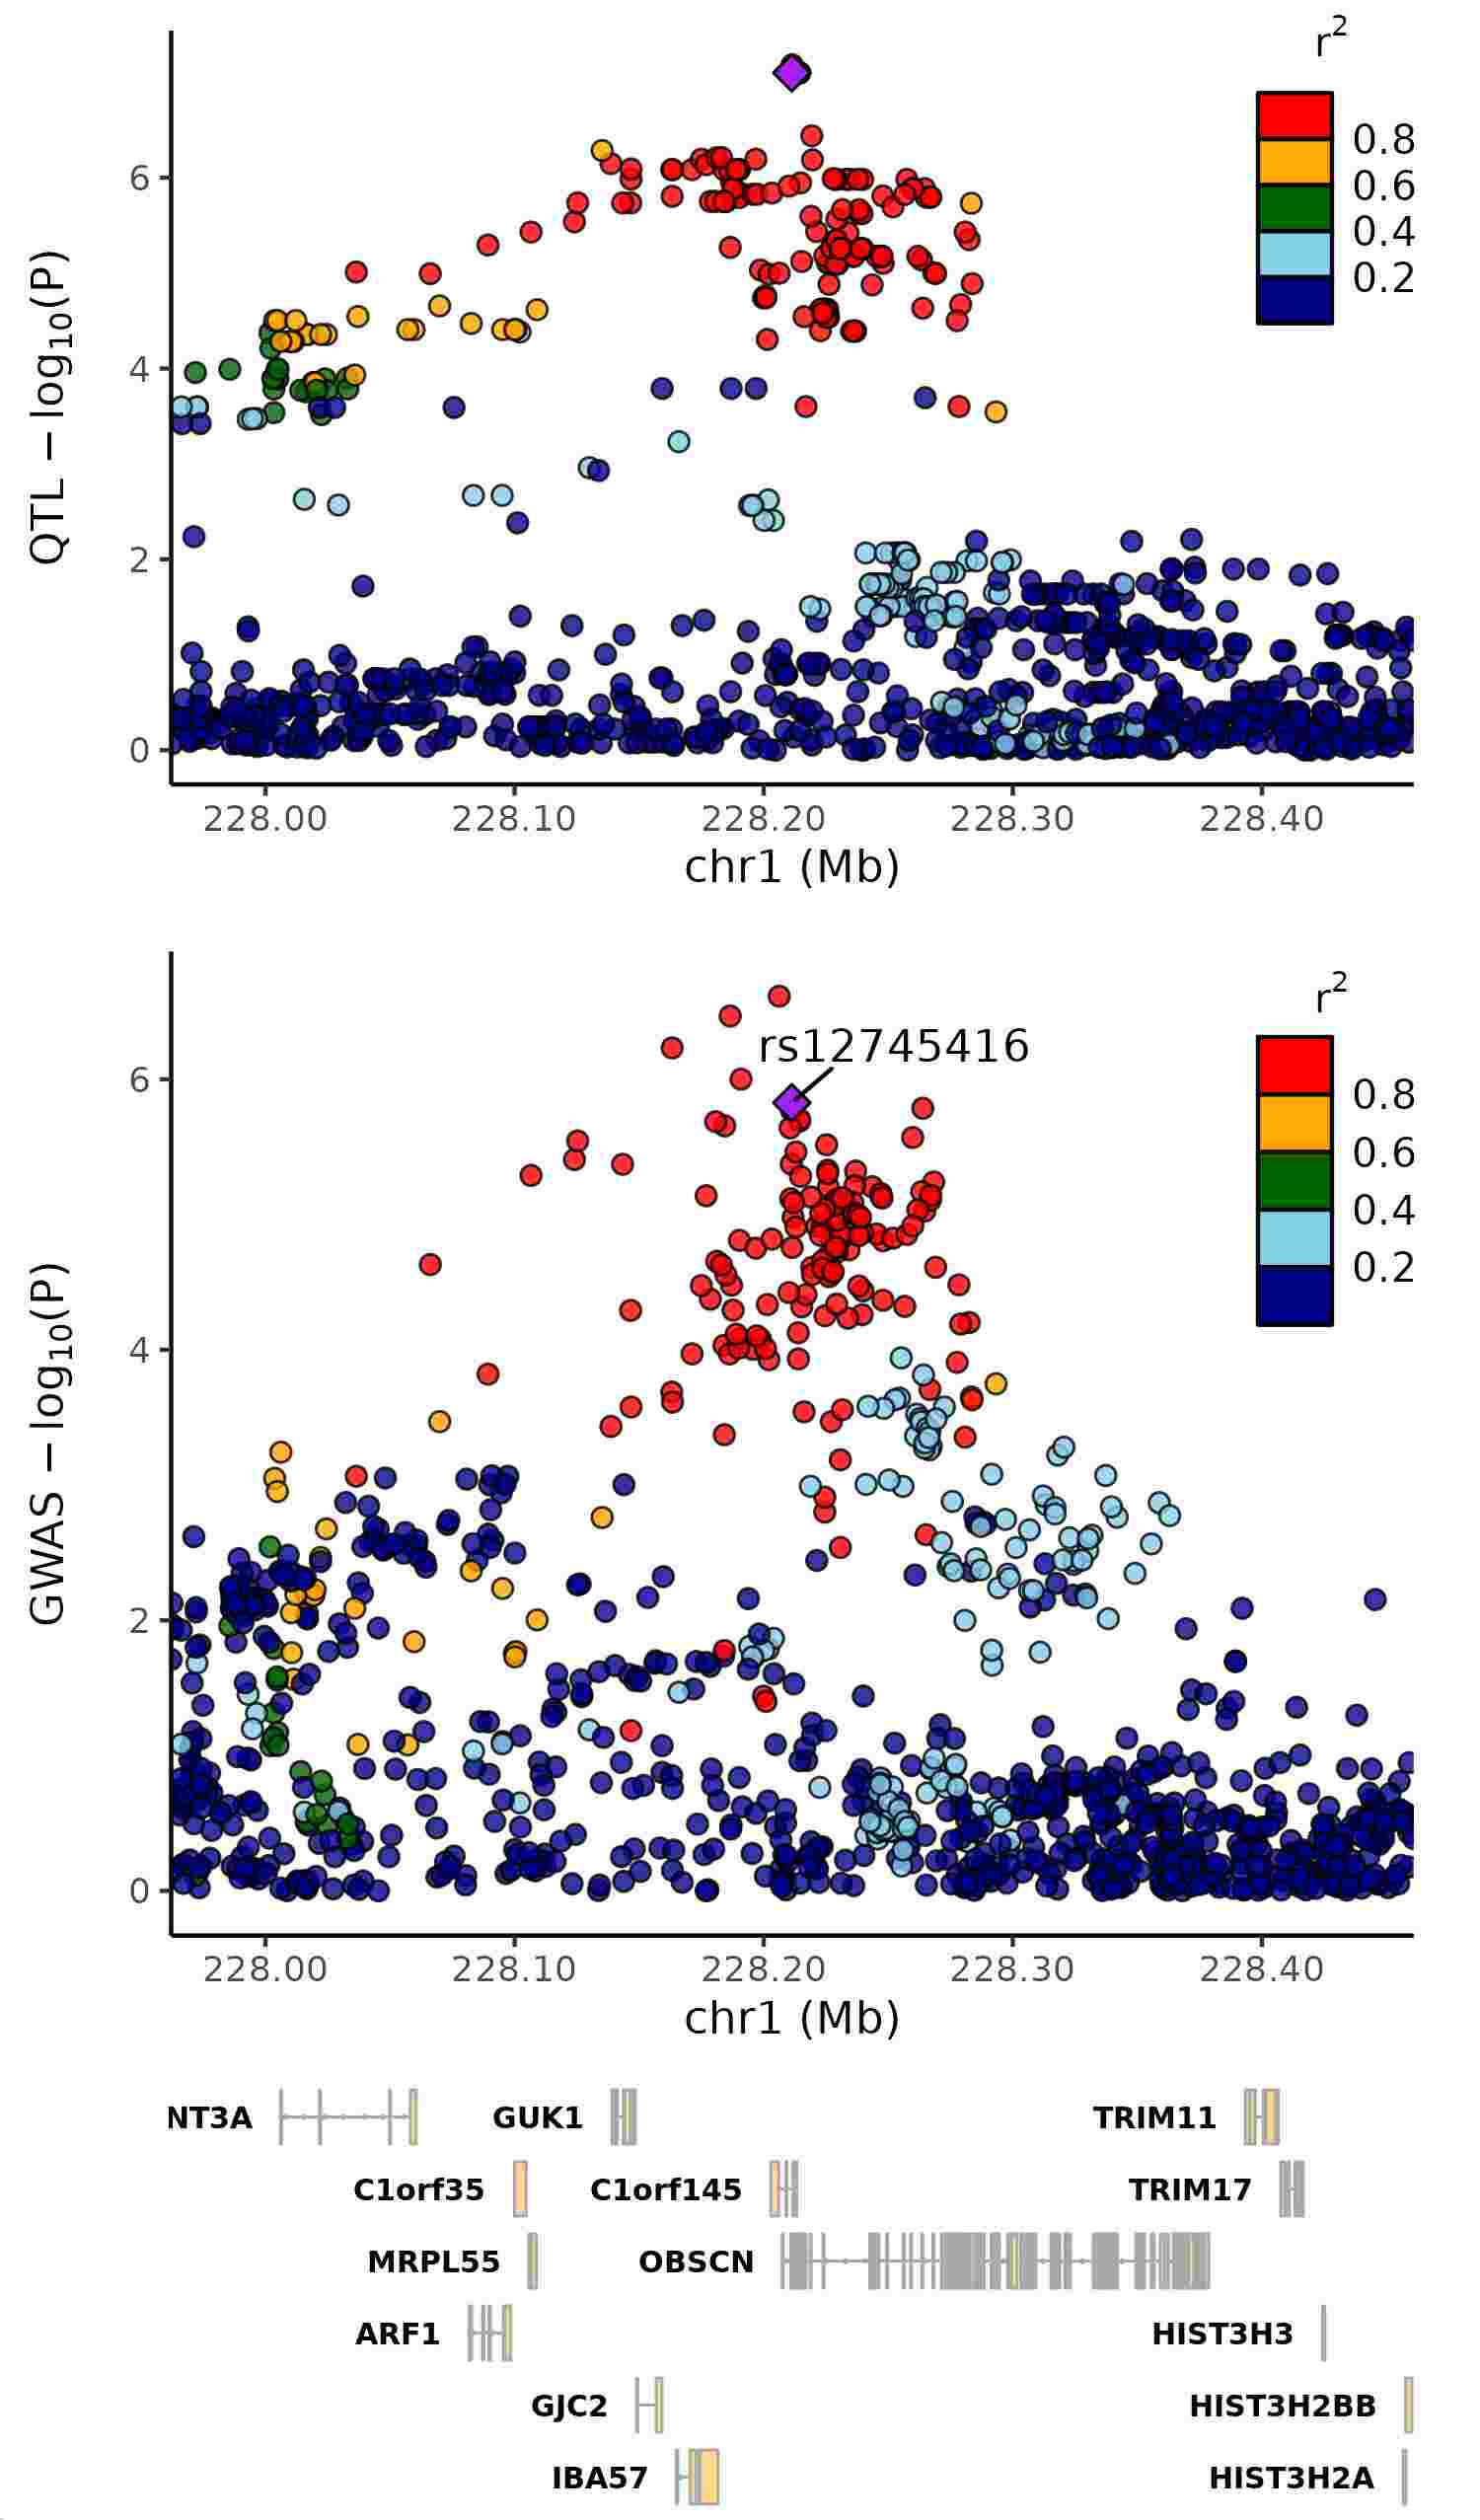 r2
0.8
0.6
0.4
0.2
QTL − log10(P)
6
4
2
0
228.00 228.10 228.20 228.30 228.40
chr1 (Mb)
r2
0.8
0.6
0.4
0.2
rs12745416
GWAS − log10(P)
6
4
2
0
228.00 228.10 228.20 228.30 228.40
chr1 (Mb)
NT3A GUK1 TRIM11
C1orf35 C1orf145 TRIM17
MRPL55 OBSCN
ARF1 HIST3H3
GJC2 HIST3H2BB
IBA57 HIST3H2A